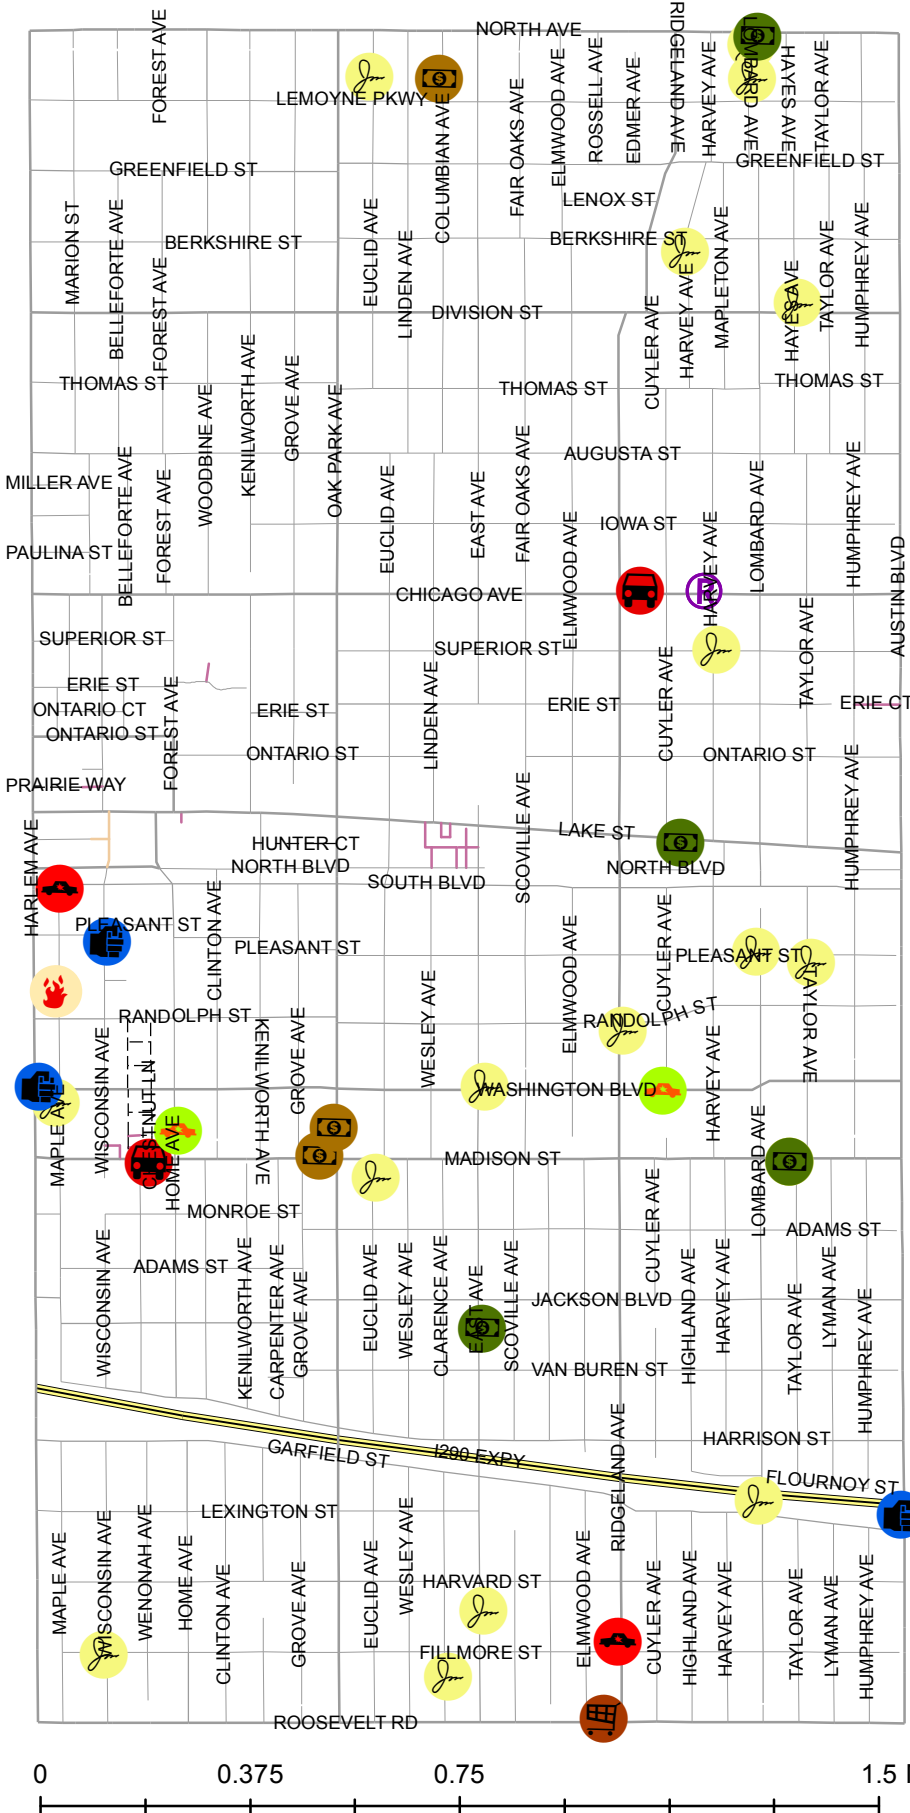 NORTH AVE
FOREST AVE
RIDGELAND AVE
LOMBARD AVE
HARVEY AVE
HAYES AVE
TAYLOR AVE
ROSSELL AVE
ELMWOOD AVE
EDMER AVE
FAIR OAKS AVE
COLUMBIAN AVE
LEMOYNE PKWY
GREENFIELD ST
GREENFIELD ST
LENOX ST
MARION ST
BELLEFORTE AVE
FOREST AVE
BERKSHIRE ST
EUCLID AVE
LINDEN AVE
BERKSHIRE ST
MAPLETON AVE
HARVEY AVE
CUYLER AVE
HAYES AVE
TAYLOR AVE
HUMPHREY AVE
DIVISION ST
THOMAS ST
THOMAS ST
THOMAS ST
WOODBINE AVE
KENILWORTH AVE
GROVE AVE
OAK PARK AVE
AUGUSTA ST
MILLER AVE
BELLEFORTE AVE
FOREST AVE
EUCLID AVE
EAST AVE
FAIR OAKS AVE
ELMWOOD AVE
IOWA ST
HARVEY AVE
LOMBARD AVE
HUMPHREY AVE
AUSTIN BLVD
PAULINA ST
CHICAGO AVE
R
SUPERIOR ST
SUPERIOR ST
ERIE ST
ONTARIO CT
ONTARIO ST
FOREST AVE
ERIE ST
ONTARIO ST
LINDEN AVE
ERIE ST
CUYLER AVE
TAYLOR AVE
ERIE CT
ONTARIO ST
PRAIRIE WAY
HARLEM AVE
HUNTER CT
NORTH BLVD
SOUTH BLVD
SCOVILLE AVE
LAKE ST
NORTH BLVD
HUMPHREY AVE
PLEASANT ST
CLINTON AVE
PLEASANT ST
ELMWOOD AVE
CUYLER AVE
PLEASANT ST
TAYLOR AVE
RANDOLPH ST
RANDOLPH ST
WISCONSIN AVE
KENILWORTH AVE
GROVE AVE
WESLEY AVE
WASHINGTON BLVD
HARVEY AVE
MAPLE AVE
HOME AVE
MADISON ST
LOMBARD AVE
MONROE ST
ADAMS ST
ADAMS ST
WISCONSIN AVE
KENILWORTH AVE
CARPENTER AVE
GROVE AVE
EUCLID AVE
WESLEY AVE
CLARENCE AVE
EAST AVE
SCOVILLE AVE
JACKSON BLVD
CUYLER AVE
HIGHLAND AVE
HARVEY AVE
TAYLOR AVE
LYMAN AVE
HUMPHREY AVE
VAN BUREN ST
GARFIELD ST
I290 EXPY
RIDGELAND AVE
HARRISON ST
FLOURNOY ST
LEXINGTON ST
MAPLE AVE
WISCONSIN AVE
WENONAH AVE
HOME AVE
CLINTON AVE
GROVE AVE
EUCLID AVE
WESLEY AVE
HARVARD ST
FILLMORE ST
ELMWOOD AVE
CUYLER AVE
HIGHLAND AVE
HARVEY AVE
TAYLOR AVE
LYMAN AVE
HUMPHREY AVE
ROOSEVELT RD
0 0.375 0.75 1.5